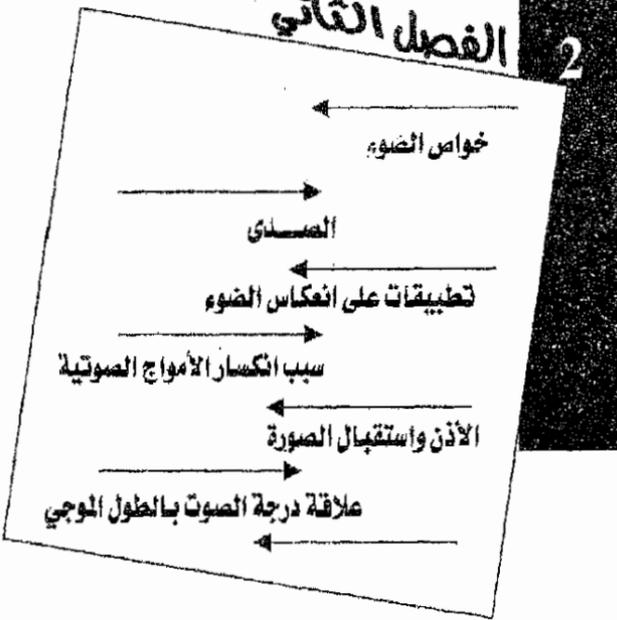 الفصل الثاني
2
خواص الضوء
الصـــدى
تطبيقات على انعكاس الضوء
سبب انكسار الأمواج الصوتية
الأذن واستقبال الصورة
علاقة درجة الصوت بالطول الموجي